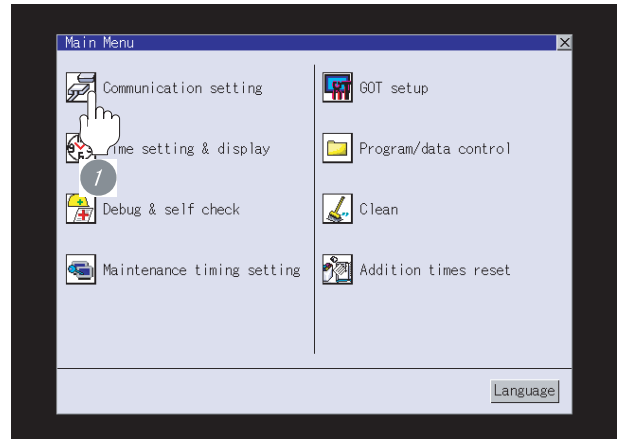 Main Menu
Communication setting
GOT setup
ime setting & display
Program/data control
1
Debug & self check
Clean
Maintenance timing setting
Addition times reset
Language